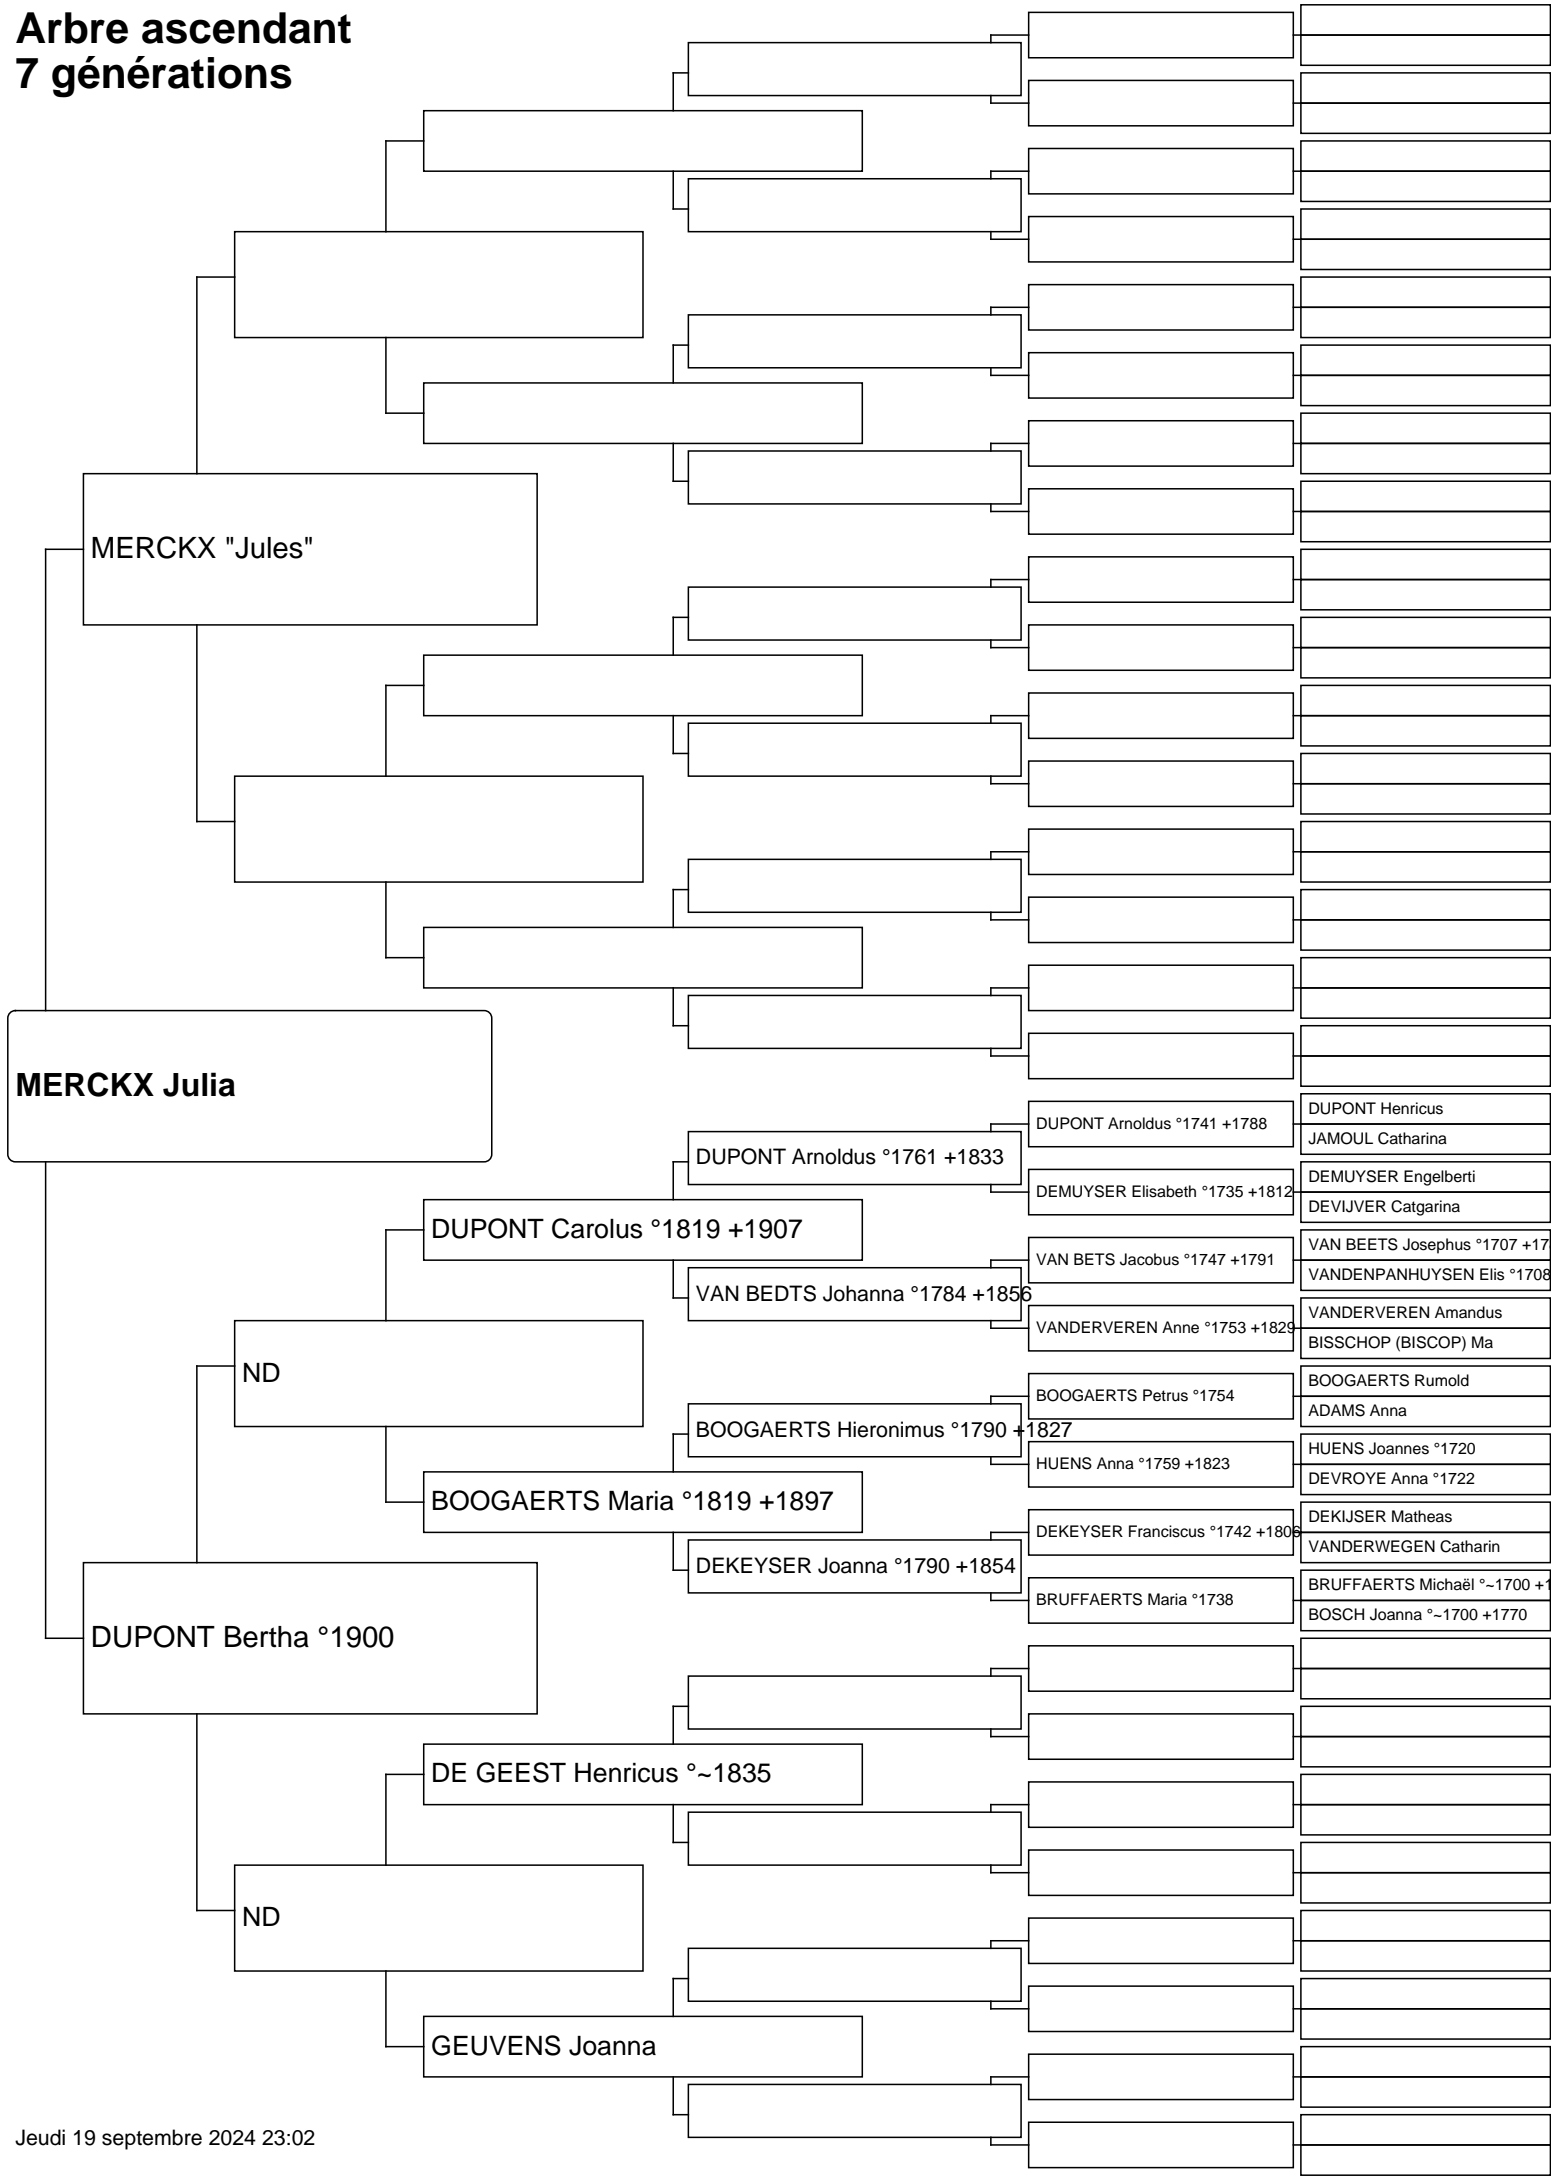 Arbre ascendant
7 générations
MERCKX "Jules"
MERCKX Julia
DUPONT Henricus
DUPONT Arnoldus °1741 +1788
JAMOUL Catharina
DUPONT Arnoldus °1761 +1833
DEMUYSER Engelberti
DEMUYSER Elisabeth °1735 +1812
DEVIJVER Catgarina
DUPONT Carolus °1819 +1907
VAN BEETS Josephus °1707 +17
VAN BETS Jacobus °1747 +1791
VANDENPANHUYSEN Elis °1708
VAN BEDTS Johanna °1784 +1856
VANDERVEREN Amandus
VANDERVEREN Anne °1753 +1829
BISSCHOP (BISCOP) Ma
ND
BOOGAERTS Rumold
BOOGAERTS Petrus °1754
ADAMS Anna
BOOGAERTS Hieronimus °1790 +1827
HUENS Joannes °1720
HUENS Anna °1759 +1823
DEVROYE Anna °1722
BOOGAERTS Maria °1819 +1897
DEKIJSER Matheas
DEKEYSER Franciscus °1742 +1806
VANDERWEGEN Catharin
DEKEYSER Joanna °1790 +1854
BRUFFAERTS Michaël °~1700 +1
BRUFFAERTS Maria °1738
BOSCH Joanna °~1700 +1770
DUPONT Bertha °1900
DE GEEST Henricus °~1835
ND
GEUVENS Joanna
Jeudi 19 septembre 2024 23:02